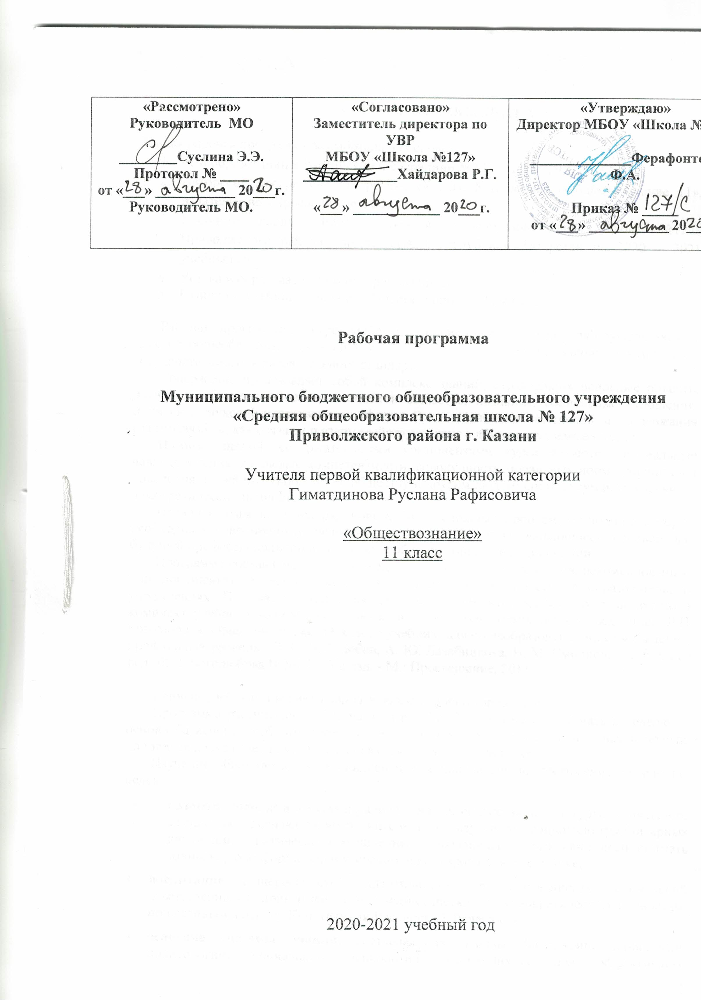 «Рассмотрено»
Руководитель МО
Суслина Э.Э.
Протокол № ____
от «28» августа 2020 г.
Руководитель МО.
«Согласовано»
Заместитель директора по
УВР
МБОУ «Школа №127»
Хайдарова Р.Г.
«28» августа 2020 г.
«Утверждаю»
Директор МБОУ «Школа №
Ферафонто
Ф.А.
Приказ № 127/С
от «28» августа 202
Рабочая программа
Муниципального бюджетного общеобразовательного учреждения
«Средняя общеобразовательная школа № 127»
Приволжского района г. Казани
Учителя первой квалификационной категории
Гиматдинова Руслана Рафисовича
«Обществознание»
11 класс
2020-2021 учебный год